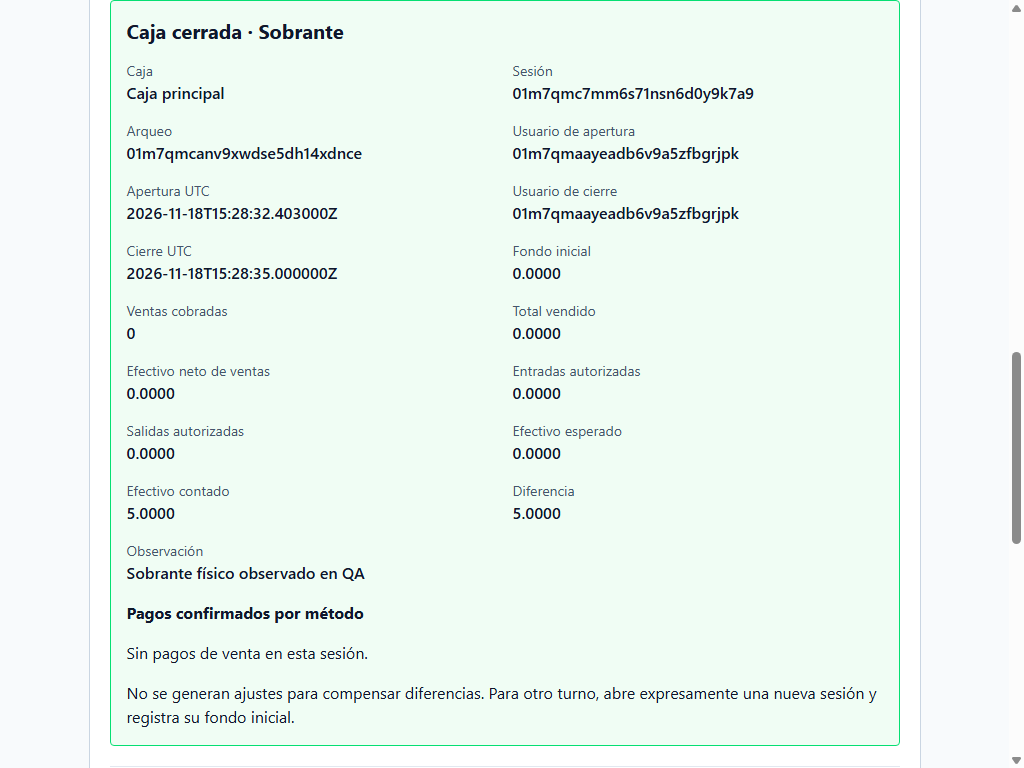 Caja cerrada · Sobrante
Caja
Caja principal
Sesión
01m7qmc7mm6s71nsn6d0y9k7a9
Arqueo
01m7qmcanv9xwdse5dh14xdnce
Usuario de apertura
01m7qmaayeadb6v9a5zfbgrjpk
Apertura UTC
2026-11-18T15:28:32.403000Z
Usuario de cierre
01m7qmaayeadb6v9a5zfbgrjpk
Cierre UTC
2026-11-18T15:28:35.000000Z
Fondo inicial
0.0000
Ventas cobradas
0
Total vendido
0.0000
Efectivo neto de ventas
0.0000
Entradas autorizadas
0.0000
Salidas autorizadas
0.0000
Efectivo esperado
0.0000
Efectivo contado
5.0000
Diferencia
5.0000
Observación
Sobrante físico observado en QA
Pagos confirmados por método
Sin pagos de venta en esta sesión.
No se generan ajustes para compensar diferencias. Para otro turno, abre expresamente una nueva sesión y
registra su fondo inicial.